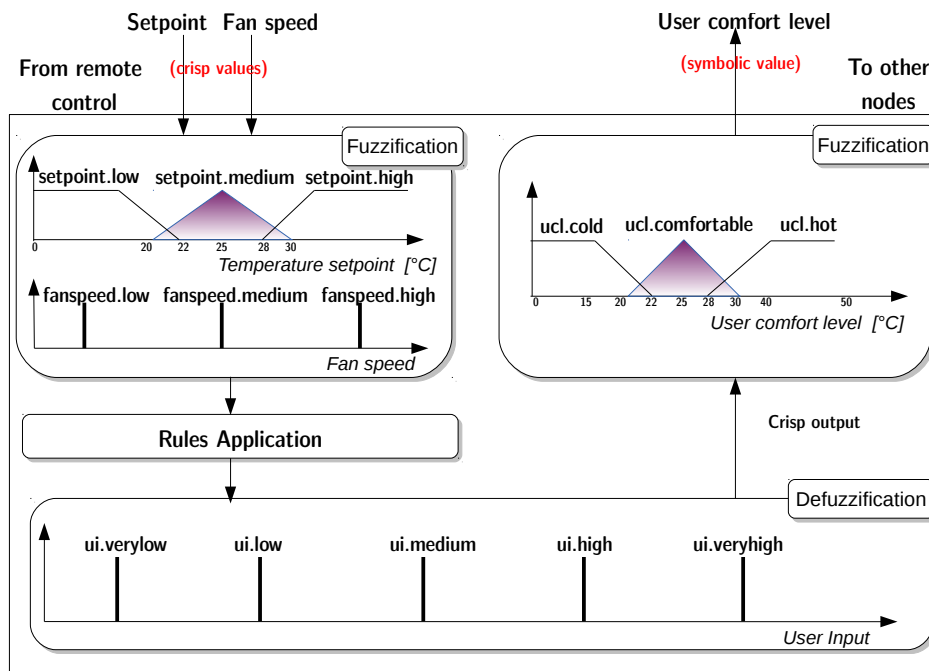 Setpoint Fan speed
User comfort level
From remote
control
(crisp values)
(symbolic value)
To other
nodes
Fuzzification
setpoint.low setpoint.medium setpoint.high
0 20 22 25 28 30
Temperature setpoint [°C]
fanspeed.low fanspeed.medium fanspeed.high
Fan speed
Fuzzification
ucl.cold ucl.comfortable ucl.hot
0 15 20 22 25 28 30 40 50
User comfort level [°C]
Rules Application
Crisp output
Defuzzification
ui.verylow ui.low ui.medium ui.high ui.veryhigh
User Input